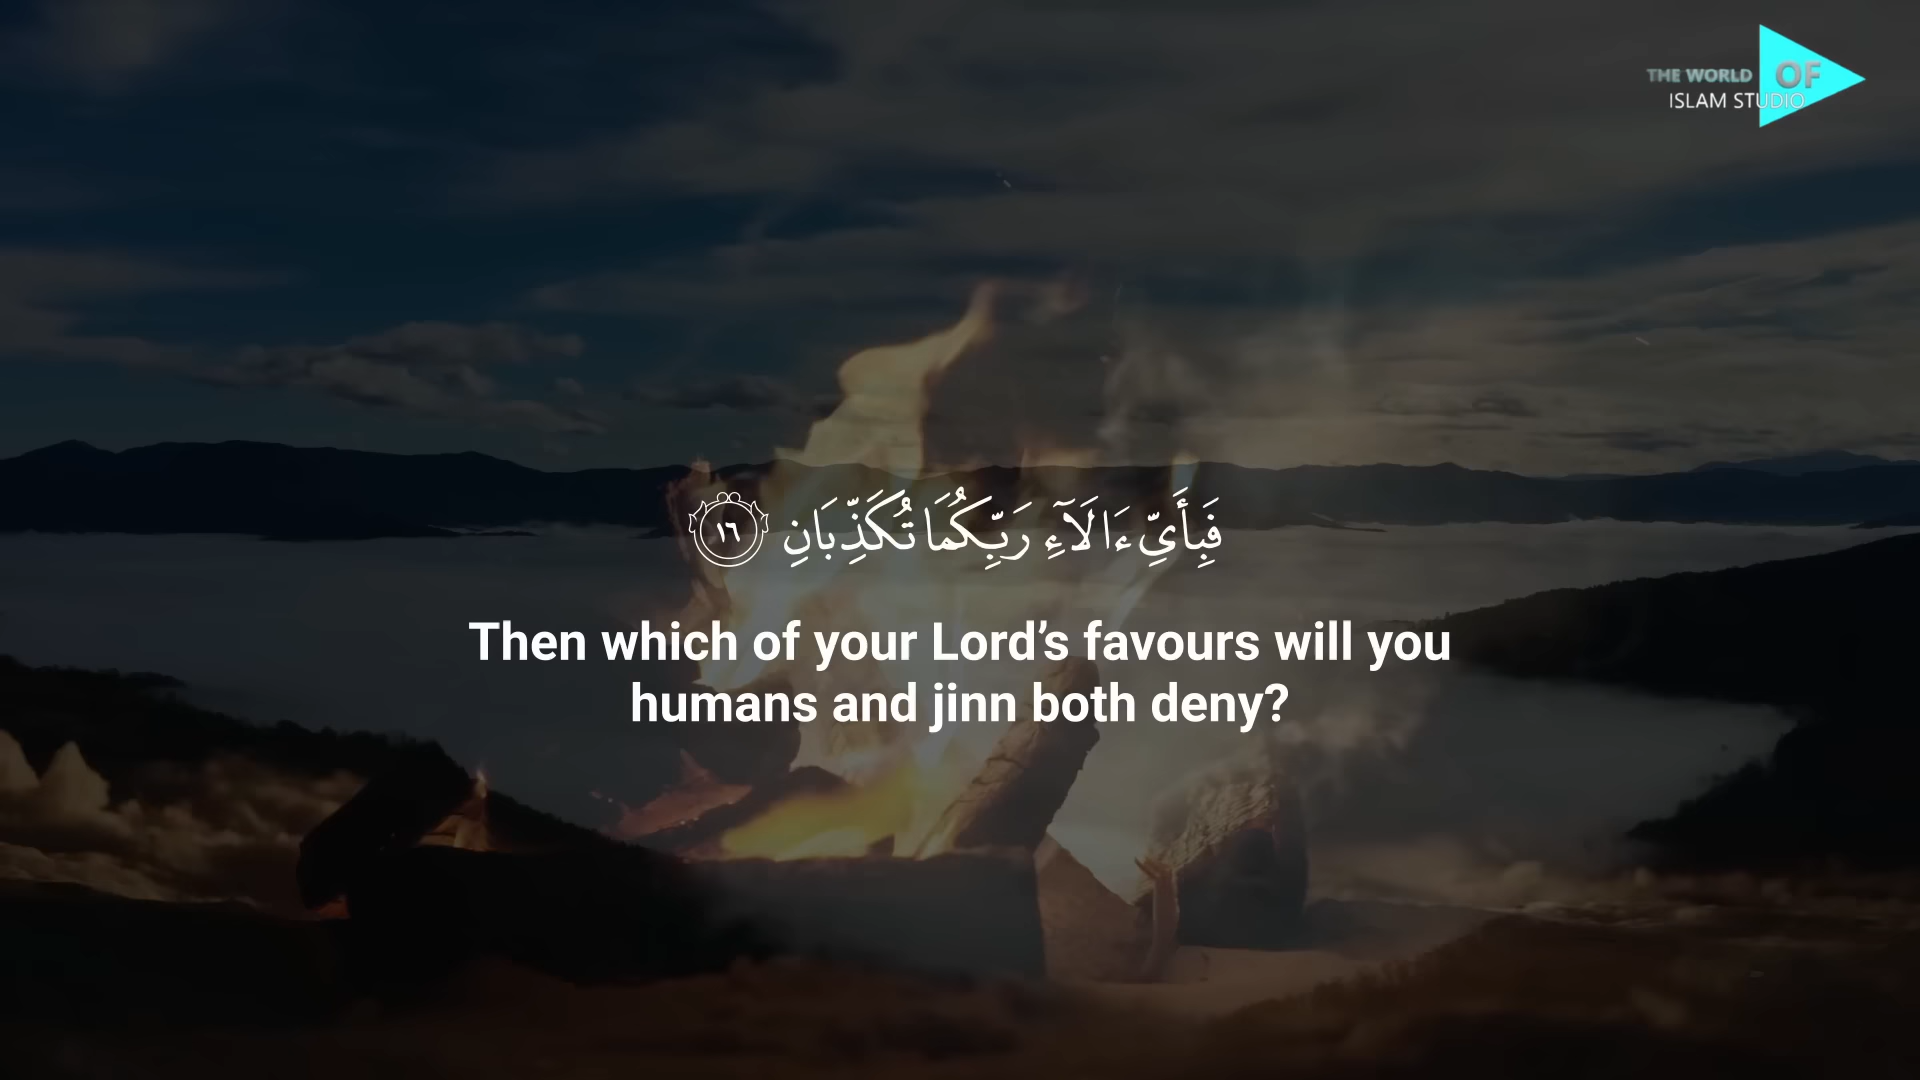 THE WORLD OF
ISLAM STUDIO
فَبِأَيِّ ءَالَآءِ رَبِّكُمَا تُكَذِّبَانِ ١٦
Then which of your Lord’s favours will you
humans and jinn both deny?